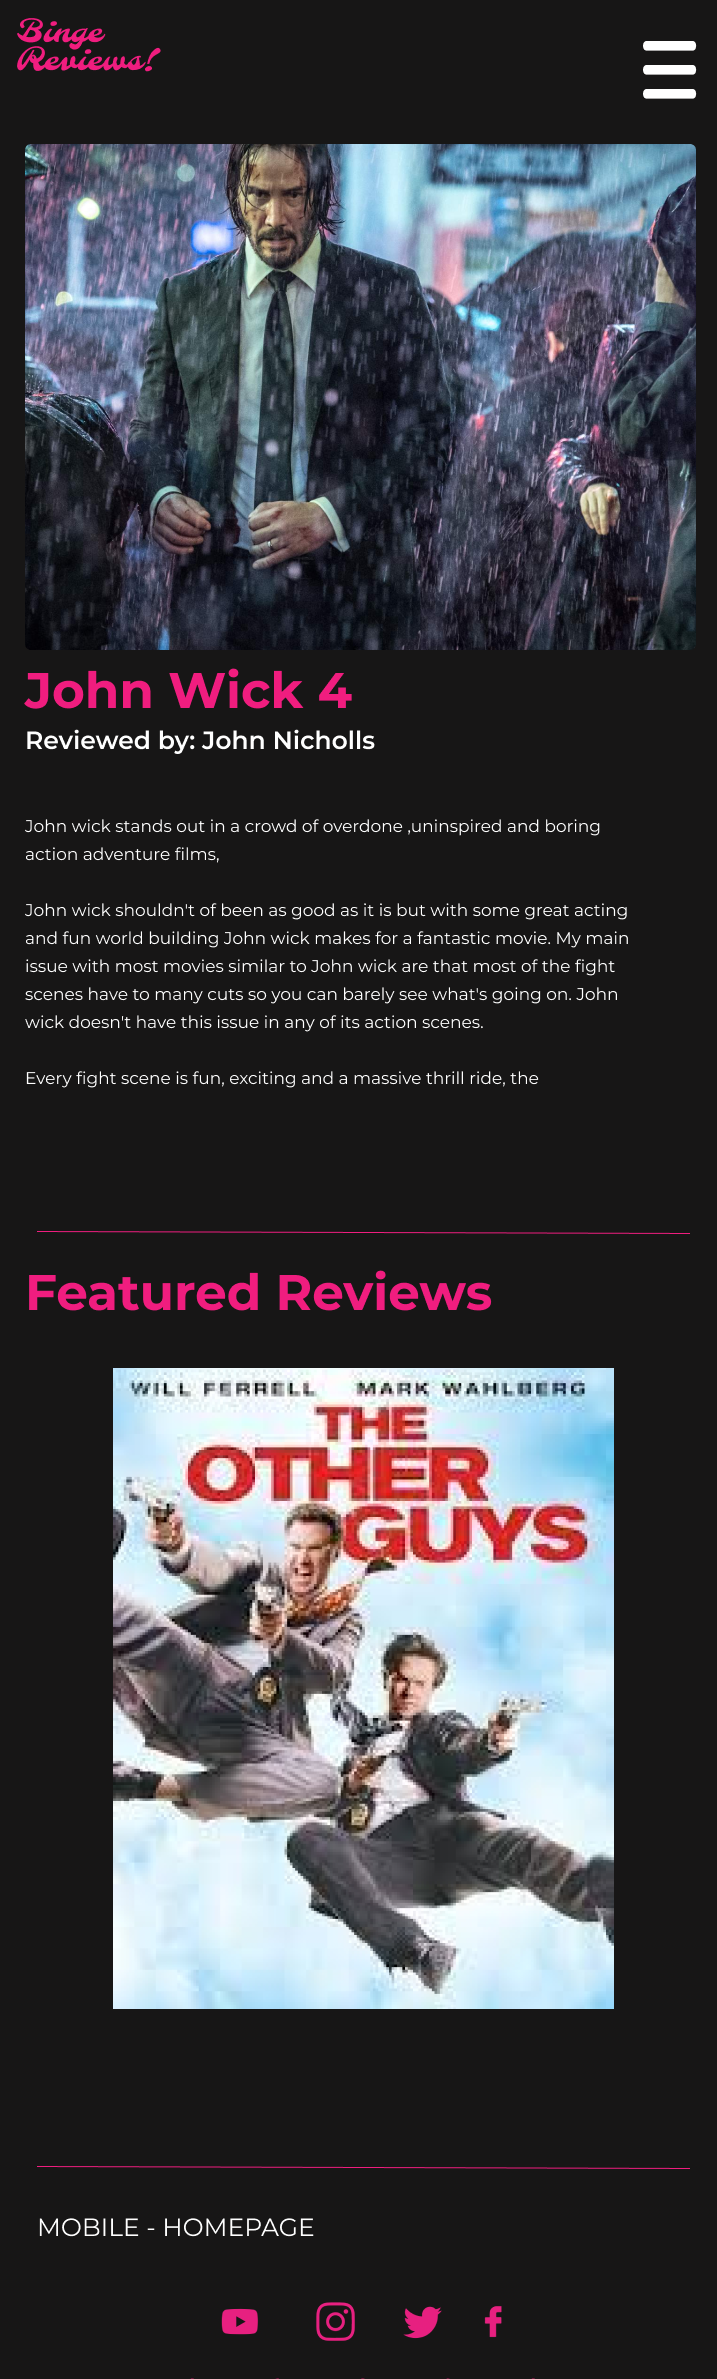 Binge
Reviews!
John Wick 4
Reviewed by: John Nicholls
John wick stands out in a crowd of overdone ,uninspired and boring
action adventure films,
John wick shouldn't of been as good as it is but with some great acting
and fun world building John wick makes for a fantastic movie. My main
issue with most movies similar to John wick are that most of the fight
scenes have to many cuts so you can barely see what's going on. John
wick doesn't have this issue in any of its action scenes.
Every fight scene is fun, exciting and a massive thrill ride, the
Featured Reviews
WILL FERRELL MARK WAHLBERG
THE
OTHER
GUYS
MOBILE - HOMEPAGE